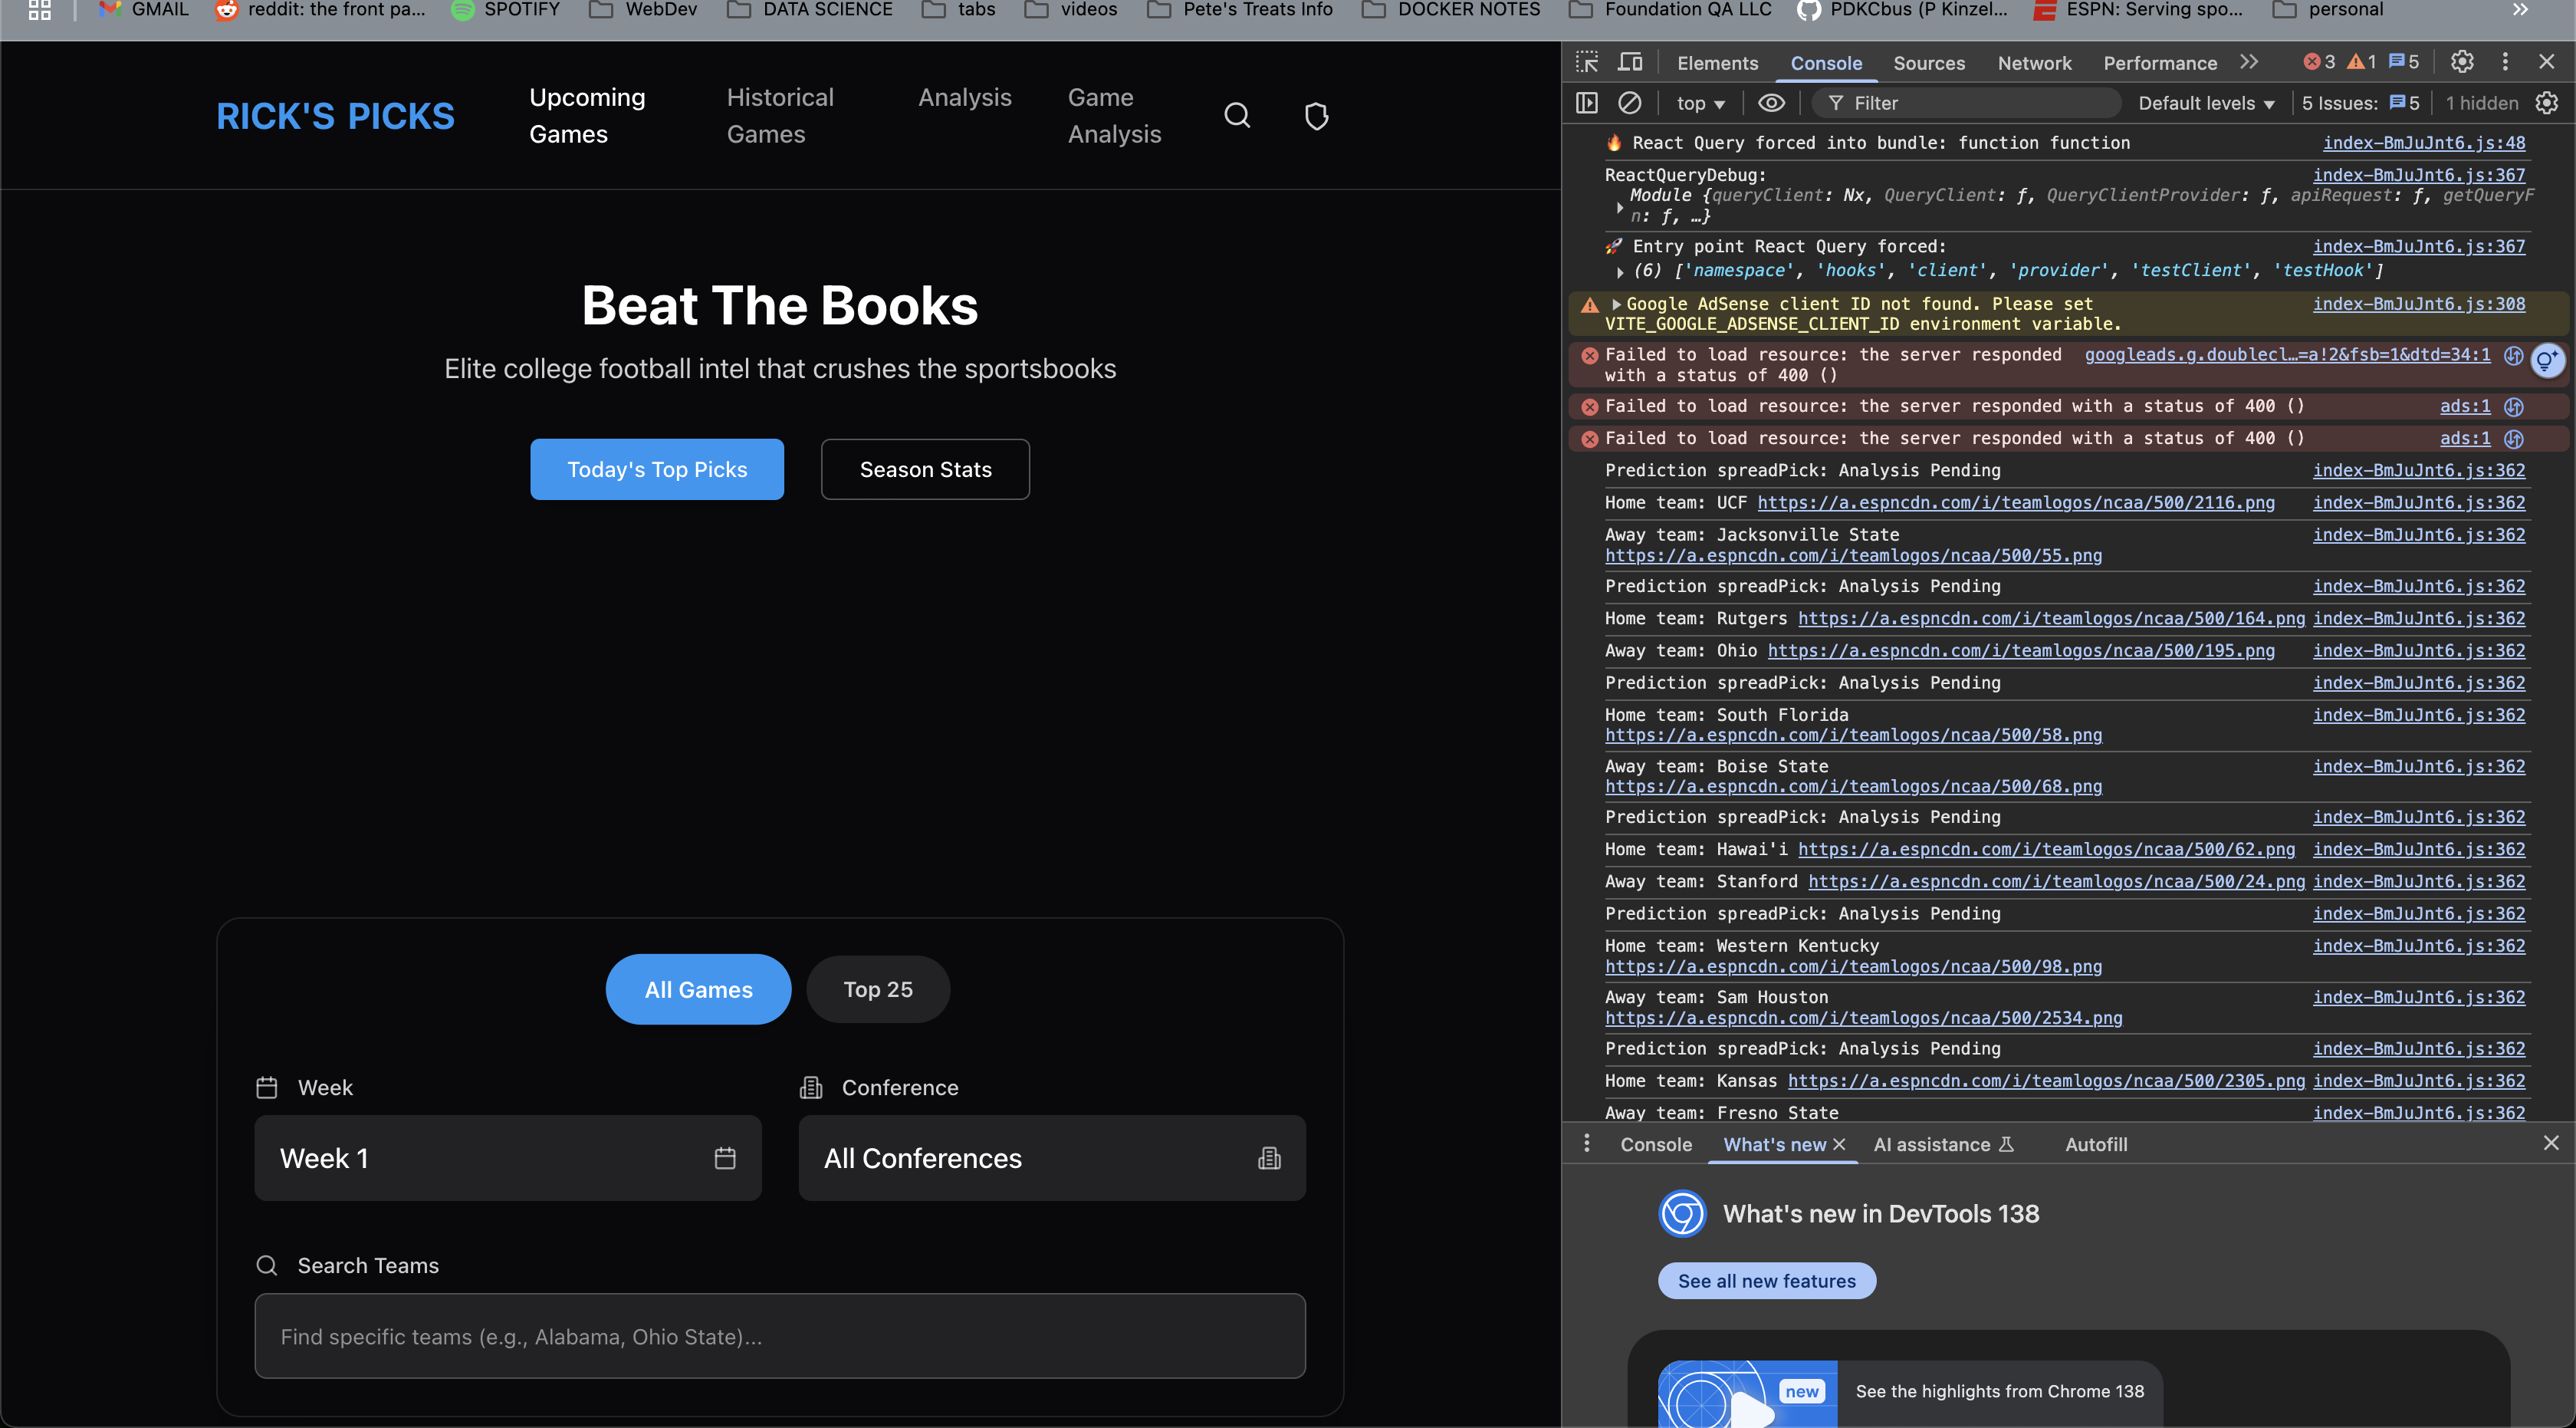 GMAIL
reddit: the front pa...
SPOTIFY
WebDev
DATA SCIENCE
tabs
videos
Pete's Treats Info
DOCKER NOTES
Foundation QA LLC
PDKCbus (P Kinzel...
ESPN: Serving spo...
personal
RICK'S PICKS
Upcoming
Games
Historical
Games
Analysis
Game
Analysis
Beat The Books
Elite college football intel that crushes the sportsbooks
Today's Top Picks
Season Stats
All Games
Top 25
Week
Conference
Week 1
All Conferences
Search Teams
Find specific teams (e.g., Alabama, Ohio State)...
Elements
Console
Sources
Network
Performance
3
1
5
top
Filter
Default levels
5 Issues:
5
1 hidden
🔥 React Query forced into bundle: function function index-BmJuJnt6.js:48
ReactQueryDebug: index-BmJuJnt6.js:367
Module {queryClient: Nx, QueryClient: ƒ, QueryClientProvider: ƒ, apiRequest: ƒ, getQueryF
n: ƒ, …}
🚀 Entry point React Query forced: index-BmJuJnt6.js:367
(6) ['namespace', 'hooks', 'client', 'provider', 'testClient', 'testHook']
Google AdSense client ID not found. Please set index-BmJuJnt6.js:308
VITE_GOOGLE_ADSENSE_CLIENT_ID environment variable.
Failed to load resource: the server responded googleads.g.doublecl…=a!2&fsb=1&dtd=34:1
with a status of 400 ()
Failed to load resource: the server responded with a status of 400 () ads:1
Failed to load resource: the server responded with a status of 400 () ads:1
Prediction spreadPick: Analysis Pending index-BmJuJnt6.js:362
Home team: UCF https://a.espncdn.com/i/teamlogos/ncaa/500/2116.png index-BmJuJnt6.js:362
Away team: Jacksonville State index-BmJuJnt6.js:362
https://a.espncdn.com/i/teamlogos/ncaa/500/55.png
Prediction spreadPick: Analysis Pending index-BmJuJnt6.js:362
Home team: Rutgers https://a.espncdn.com/i/teamlogos/ncaa/500/164.png index-BmJuJnt6.js:362
Away team: Ohio https://a.espncdn.com/i/teamlogos/ncaa/500/195.png index-BmJuJnt6.js:362
Prediction spreadPick: Analysis Pending index-BmJuJnt6.js:362
Home team: South Florida index-BmJuJnt6.js:362
https://a.espncdn.com/i/teamlogos/ncaa/500/58.png
Away team: Boise State index-BmJuJnt6.js:362
https://a.espncdn.com/i/teamlogos/ncaa/500/68.png
Prediction spreadPick: Analysis Pending index-BmJuJnt6.js:362
Home team: Hawai'i https://a.espncdn.com/i/teamlogos/ncaa/500/62.png index-BmJuJnt6.js:362
Away team: Stanford https://a.espncdn.com/i/teamlogos/ncaa/500/24.png index-BmJuJnt6.js:362
Prediction spreadPick: Analysis Pending index-BmJuJnt6.js:362
Home team: Western Kentucky index-BmJuJnt6.js:362
https://a.espncdn.com/i/teamlogos/ncaa/500/98.png
Away team: Sam Houston index-BmJuJnt6.js:362
https://a.espncdn.com/i/teamlogos/ncaa/500/2534.png
Prediction spreadPick: Analysis Pending index-BmJuJnt6.js:362
Home team: Kansas https://a.espncdn.com/i/teamlogos/ncaa/500/2305.png index-BmJuJnt6.js:362
Away team: Fresno State index-BmJuJnt6.js:362
Console
What's new
AI assistance
Autofill
What's new in DevTools 138
See all new features
new
See the highlights from Chrome 138